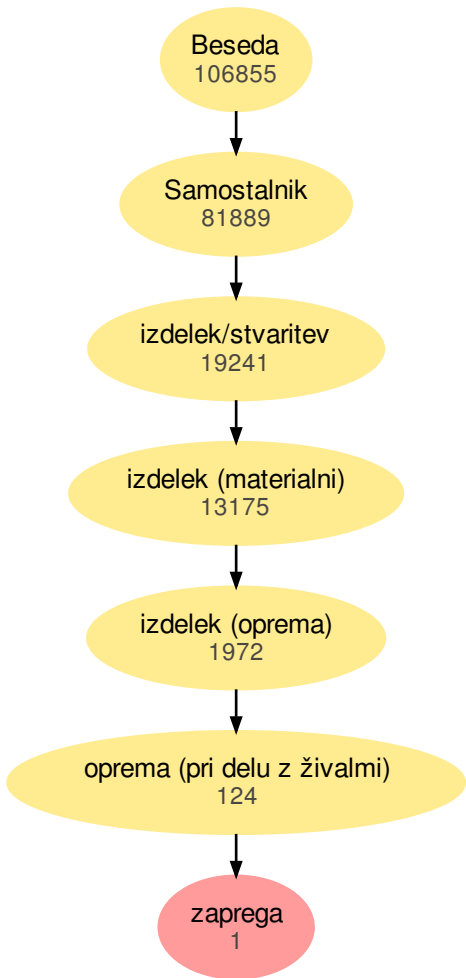 Beseda
106855
Samostalnik
81889
izdelek/stvaritev
19241
izdelek (materialni)
13175
izdelek (oprema)
1972
oprema (pri delu z živalmi)
124
zaprega
1